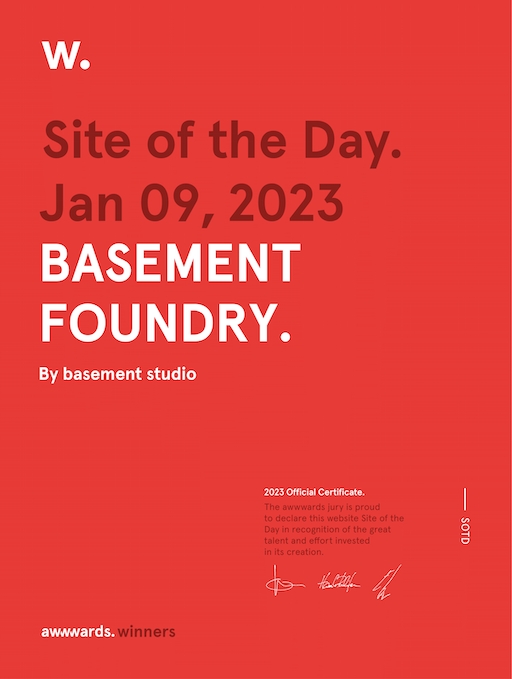 w.
Site of the Day.
Jan 09, 2023
BASEMENT
FOUNDRY.
By basement studio
2023 Official Certificate.
The awwwards jury is proud
to declare this website Site of the
Day in recognition of the great
talent and effort invested
in its creation.
SOTD
awwwards.winners